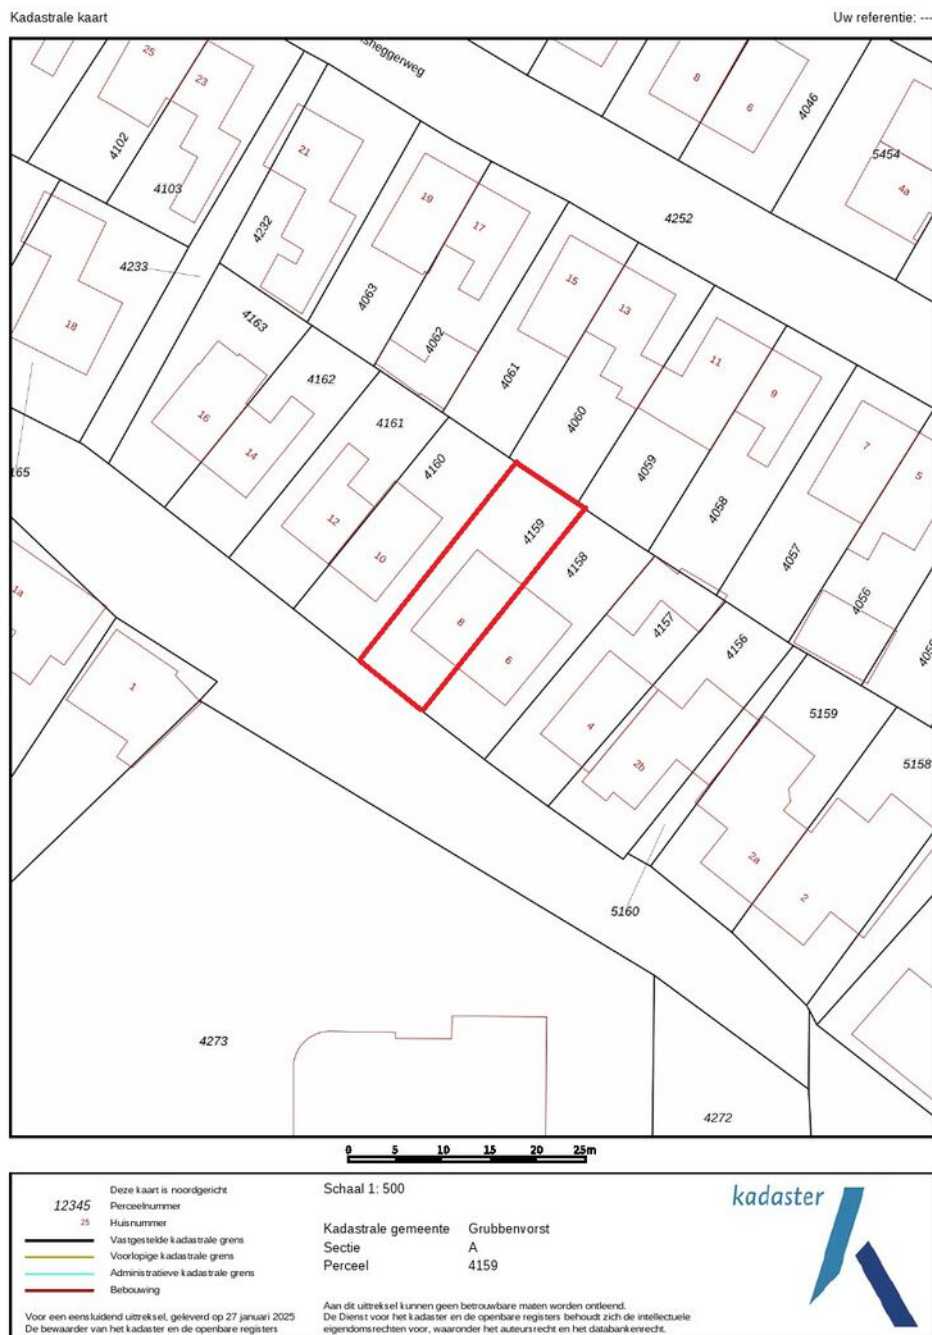 Kadastrale kaart
Uw referentie: ---
sheggerweg
25
23
8
6
4046
4102
21
5454
4103
4a
19
4252
4232
17
4233
4063
15
18
4163
4062
13
4162
4061
11
9
16
4161
4060
7
14
4160
4059
5
165
12
4159
4058
10
4158
4057
1a
8
4157
4056
6
4156
1
4
5159
2b
5158
2a
2
5160
4273
4272
0 5 10 15 20 25m
Deze kaart is noordgericht
12345 Perceelnummer
25 Huisnummer
Vastgestelde kadastrale grens
Voorlopige kadastrale grens
Administratieve kadastrale grens
Bebouwing
Voor een eensluidend uittreksel, geleverd op 27 januari 2025
De bewaarder van het kadaster en de openbare registers
Schaal 1: 500
Kadastrale gemeente Grubbenvorst
Sectie A
Perceel 4159
Aan dit uittreksel kunnen geen betrouwbare maten worden ontleend.
De Dienst voor het kadaster en de openbare registers behoudt zich de intellectuele
eigendomsrechten voor, waaronder het auteursrecht en het databankenrecht.
kadaster